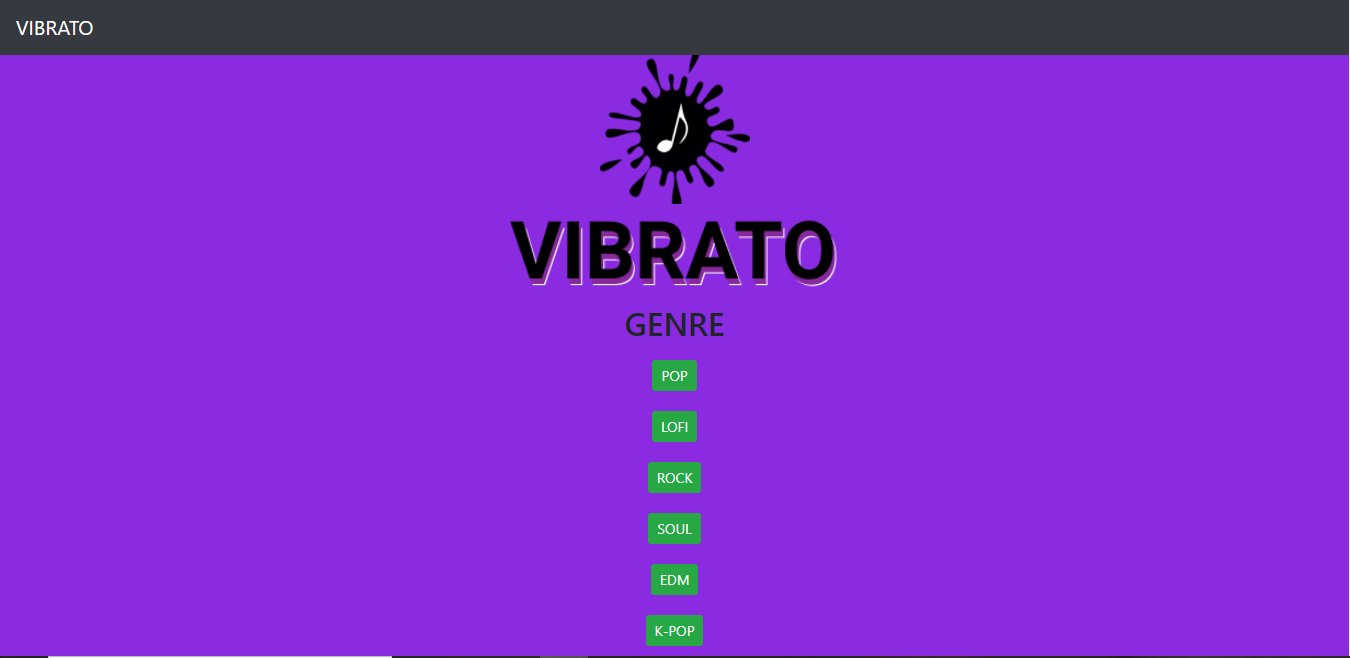 VIBRATO
VIBRATO
GENRE
POP
LOFI
ROCK
SOUL
EDM
K-POP